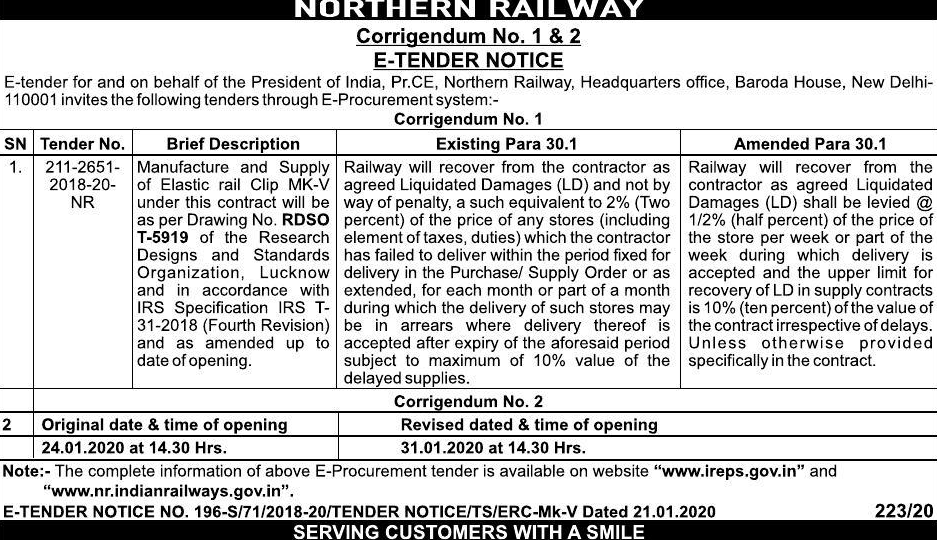 NORTHERN RAILWAY
Corrigendum No. 1 & 2
E-TENDER NOTICE
E-tender for and on behalf of the President of India, Pr.CE, Northern Railway, Headquarters office, Baroda House, New Delhi-
110001 invites the following tenders through E-Procurement system:-
Corrigendum No. 1
SN Tender No. Brief Description Existing Para 30.1 Amended Para 30.1
1. 211-2651-
2018-20-
NR
Manufacture and Supply
of Elastic rail Clip MK-V
under this contract will be
as per Drawing No. RDSO
T-5919 of the Research
Designs and Standards
Organization, Lucknow
and in accordance with
IRS Specification IRS T-
31-2018 (Fourth Revision)
and as amended up to
date of opening.
Railway will recover from the contractor as
agreed Liquidated Damages (LD) and not by
way of penalty, a such equivalent to 2% (Two
percent) of the price of any stores (including
element of taxes, duties) which the contractor
has failed to deliver within the period fixed for
delivery in the Purchase/ Supply Order or as
extended, for each month or part of a month
during which the delivery of such stores may
be in arrears where delivery thereof is
accepted after expiry of the aforesaid period
subject to maximum of 10% value of the
delayed supplies.
Railway will recover from the
contractor as agreed Liquidated
Damages (LD) shall be levied @
1/2% (half percent) of the price of
the store per week or part of the
week during which delivery is
accepted and the upper limit for
recovery of LD in supply contracts
is 10% (ten percent) of the value of
the contract irrespective of delays.
Unless otherwise provided
specifically in the contract.
Corrigendum No. 2
2 Original date & time of opening Revised dated & time of opening
24.01.2020 at 14.30 Hrs. 31.01.2020 at 14.30 Hrs.
Note:- The complete information of above E-Procurement tender is available on website “www.ireps.gov.in” and
“www.nr.indianrailways.gov.in”.
E-TENDER NOTICE NO. 196-S/71/2018-20/TENDER NOTICE/TS/ERC-Mk-V Dated 21.01.2020 223/20
SERVING CUSTOMERS WITH A SMILE